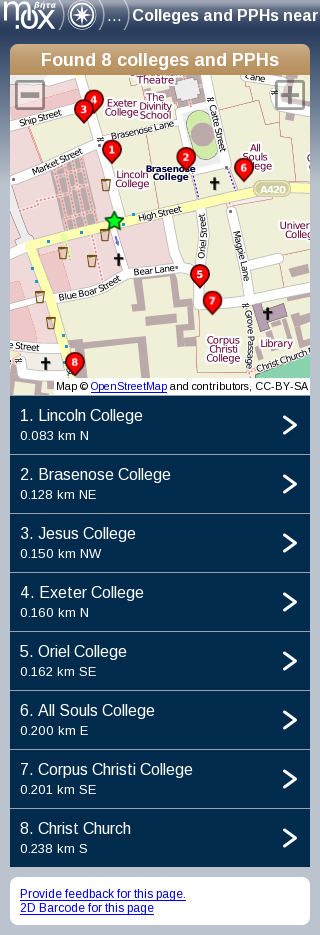 mox βήτα ... Colleges and PPHs near
Found 8 colleges and PPHs
Theatre
4
3
Exeter
College
The
Divinity
School
Lane
Ship Street
Brasenose Lane
Catte Street
1
2
All
Souls
College
6
Market Street
Lincoln
College
Brasenose
College
A420
High Street
Oriel Street
Magpie Lane
Bear Lane
5
7
Blue Boar Street
Corpus
Christi
College
Grove Passage
Library
Street
8
Christ Church
Map © OpenStreetMap and contributors, CC-BY-SA
1. Lincoln College
0.083 km N
2. Brasenose College
0.128 km NE
3. Jesus College
0.150 km NW
4. Exeter College
0.160 km N
5. Oriel College
0.162 km SE
6. All Souls College
0.200 km E
7. Corpus Christi College
0.201 km SE
8. Christ Church
0.238 km S
Provide feedback for this page.
2D Barcode for this page